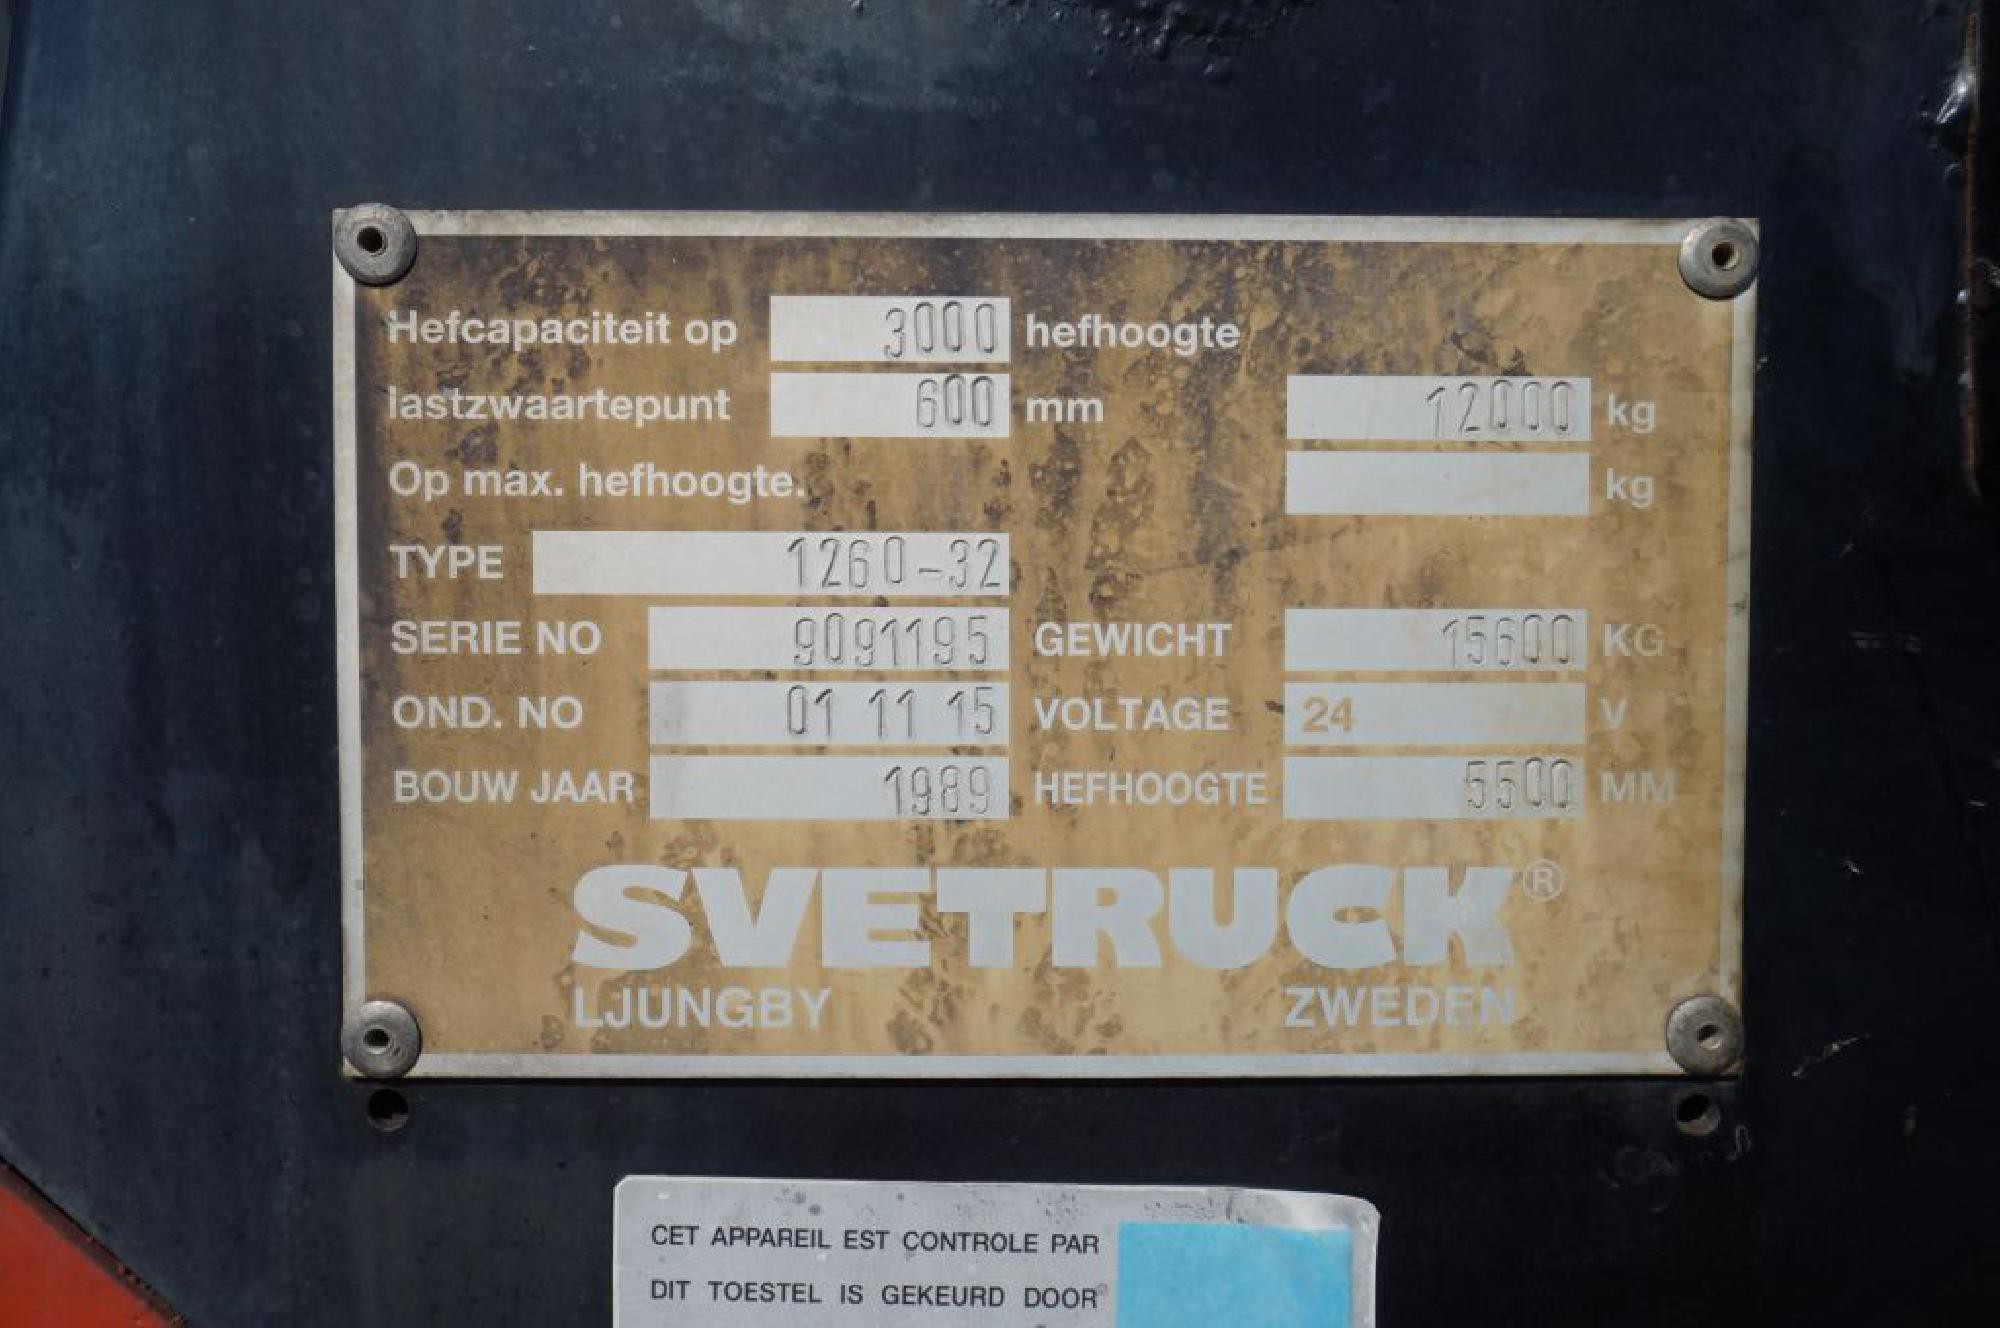 Hefcapaciteit op 3000 hefhoogte
lastzwaartepunt 600 mm 12000 kg
Op max. hefhoogte. kg
TYPE 1260-32
SERIE NO 9091195 GEWICHT 15600 KG
OND. NO 01 11 15 VOLTAGE 24 V
BOUW JAAR 1989 HEFHOOGTE 5500 MM
SVETRUCK®
LJUNGBY ZWEDEN
CET APPAREIL EST CONTROLE PAR
DIT TOESTEL IS GEKEURD DOOR